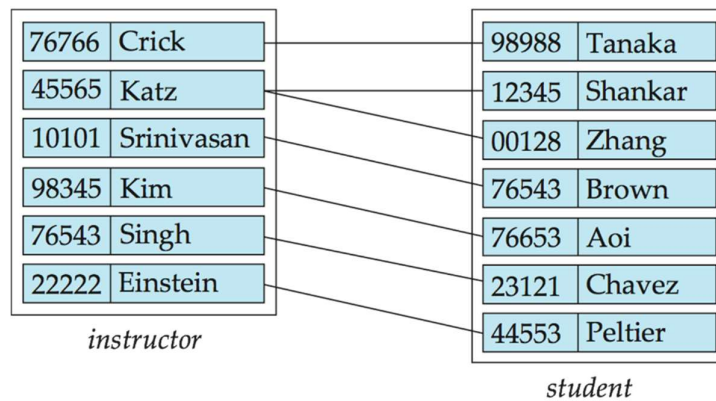 76766 Crick
45565 Katz
10101 Srinivasan
98345 Kim
76543 Singh
22222 Einstein
instructor
98988 Tanaka
12345 Shankar
00128 Zhang
76543 Brown
76653 Aoi
23121 Chavez
44553 Peltier
student